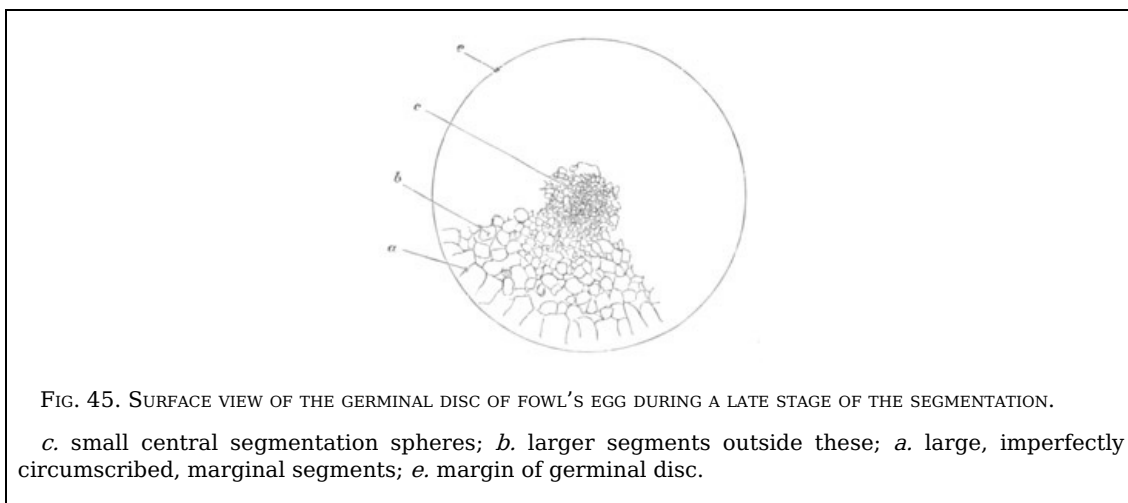 e
c
b
a
FIG. 45. SURFACE VIEW OF THE GERMINAL DISC OF FOWL'S EGG DURING A LATE STAGE OF THE SEGMENTATION.
c. small central segmentation spheres; b. larger segments outside these; a. large, imperfectly
circumscribed, marginal segments; e. margin of germinal disc.